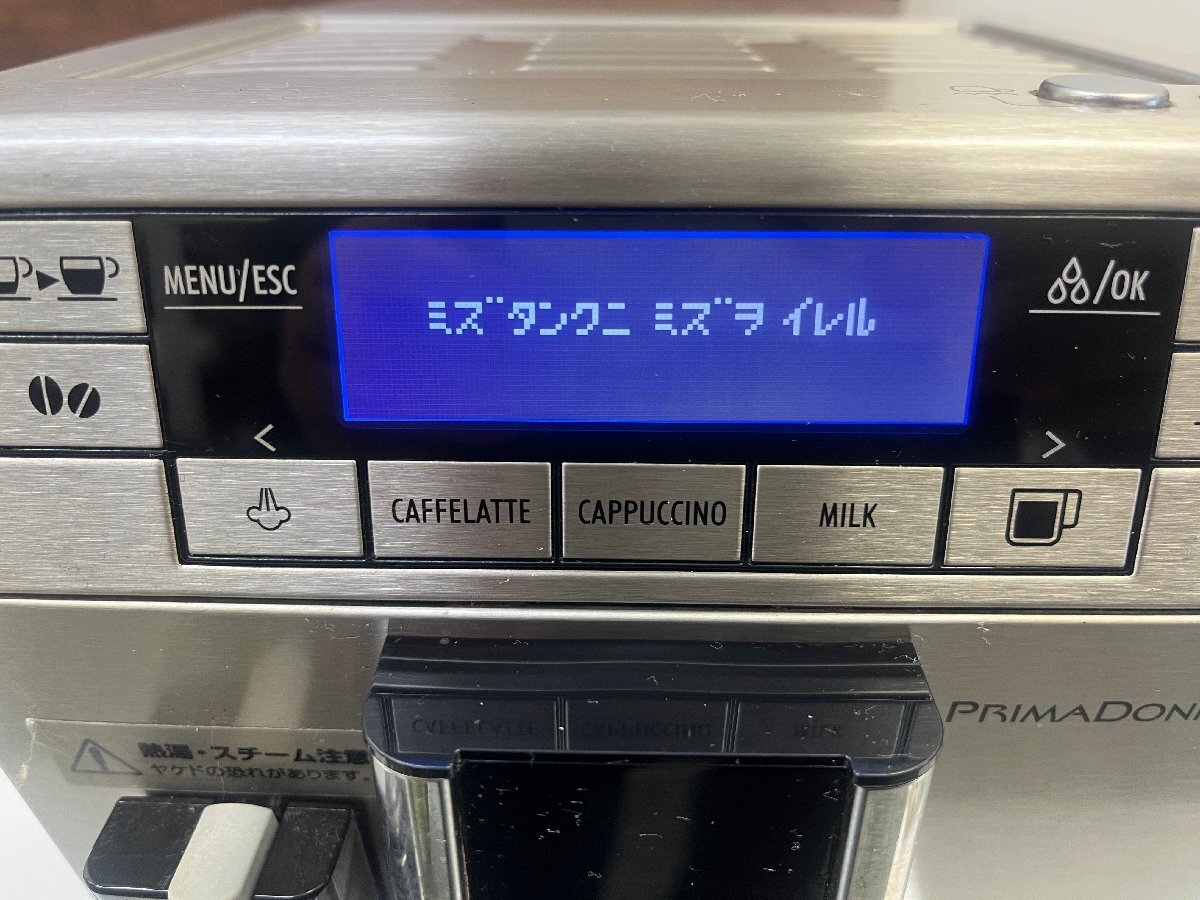 MENU/ESC
ミズタンクニ ミズヲ イレル
/OK
<
>
CAFFELATTE
CAPPUCCINO
MILK
PRIMADON
熱湯・スチーム注意
ヤケドの恐れがあります。